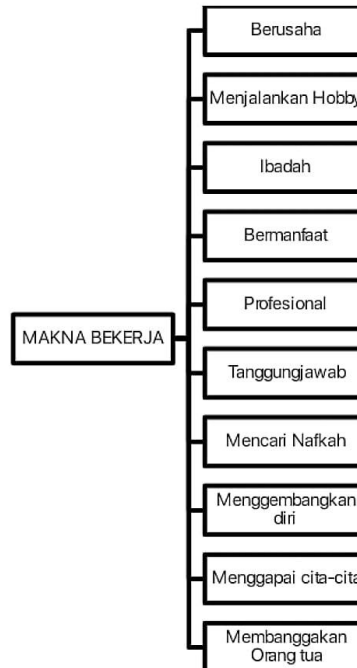 Berusaha
Menjalankan Hobby
Ibadah
Bermanfaat
Profesional
MAKNA BEKERJA
Tanggungjawab
Mencari Nafkah
Menggembangkan
diri
Menggapai cita-cita
Membanggakan
Orang tua